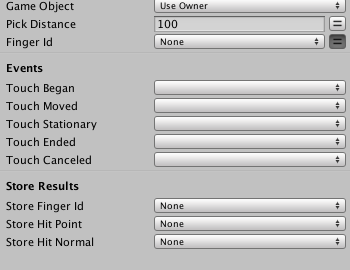 Game Object Use Owner
Pick Distance 100
Finger Id None
Events
Touch Began
Touch Moved
Touch Stationary
Touch Ended
Touch Canceled
Store Results
Store Finger Id None
Store Hit Point None
Store Hit Normal None